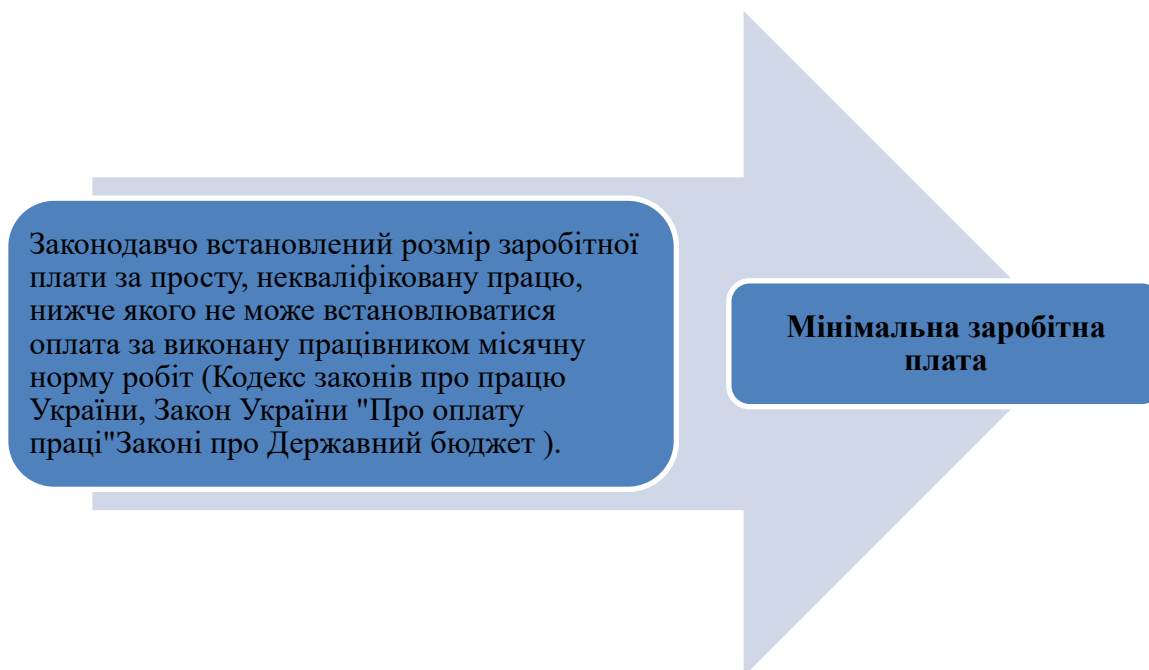 Законодавчо встановлений розмір заробітної
плати за просту, некваліфіковану працю,
нижче якого не може встановлюватися
оплата за виконану працівником місячну
норму робіт (Кодекс законів про працю
України, Закон України "Про оплату
праці"Законі про Державний бюджет ).
Мінімальна заробітна
плата